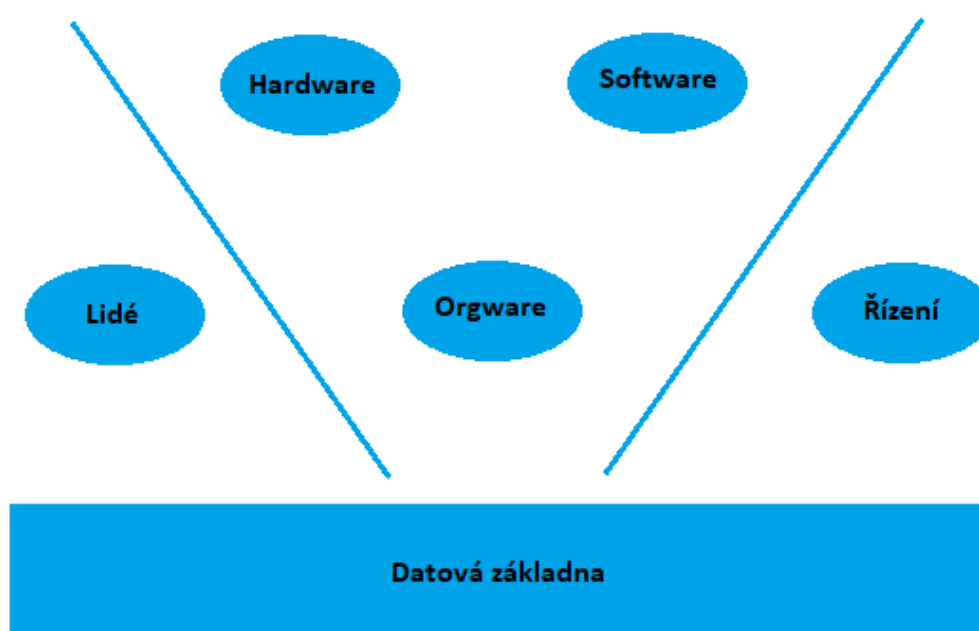 Hardware
Software
Lidé
Orgware
Řízení
Datová základna